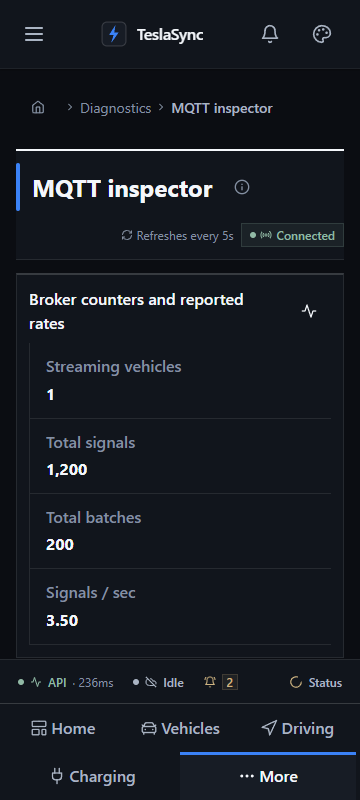 TeslaSync
Diagnostics
MQTT inspector
MQTT inspector
Refreshes every 5s
Connected
Broker counters and reported
rates
Streaming vehicles
1
Total signals
1,200
Total batches
200
Signals / sec
3.50
API · 236ms
Idle
2
Status
Home
Vehicles
Driving
Charging
More